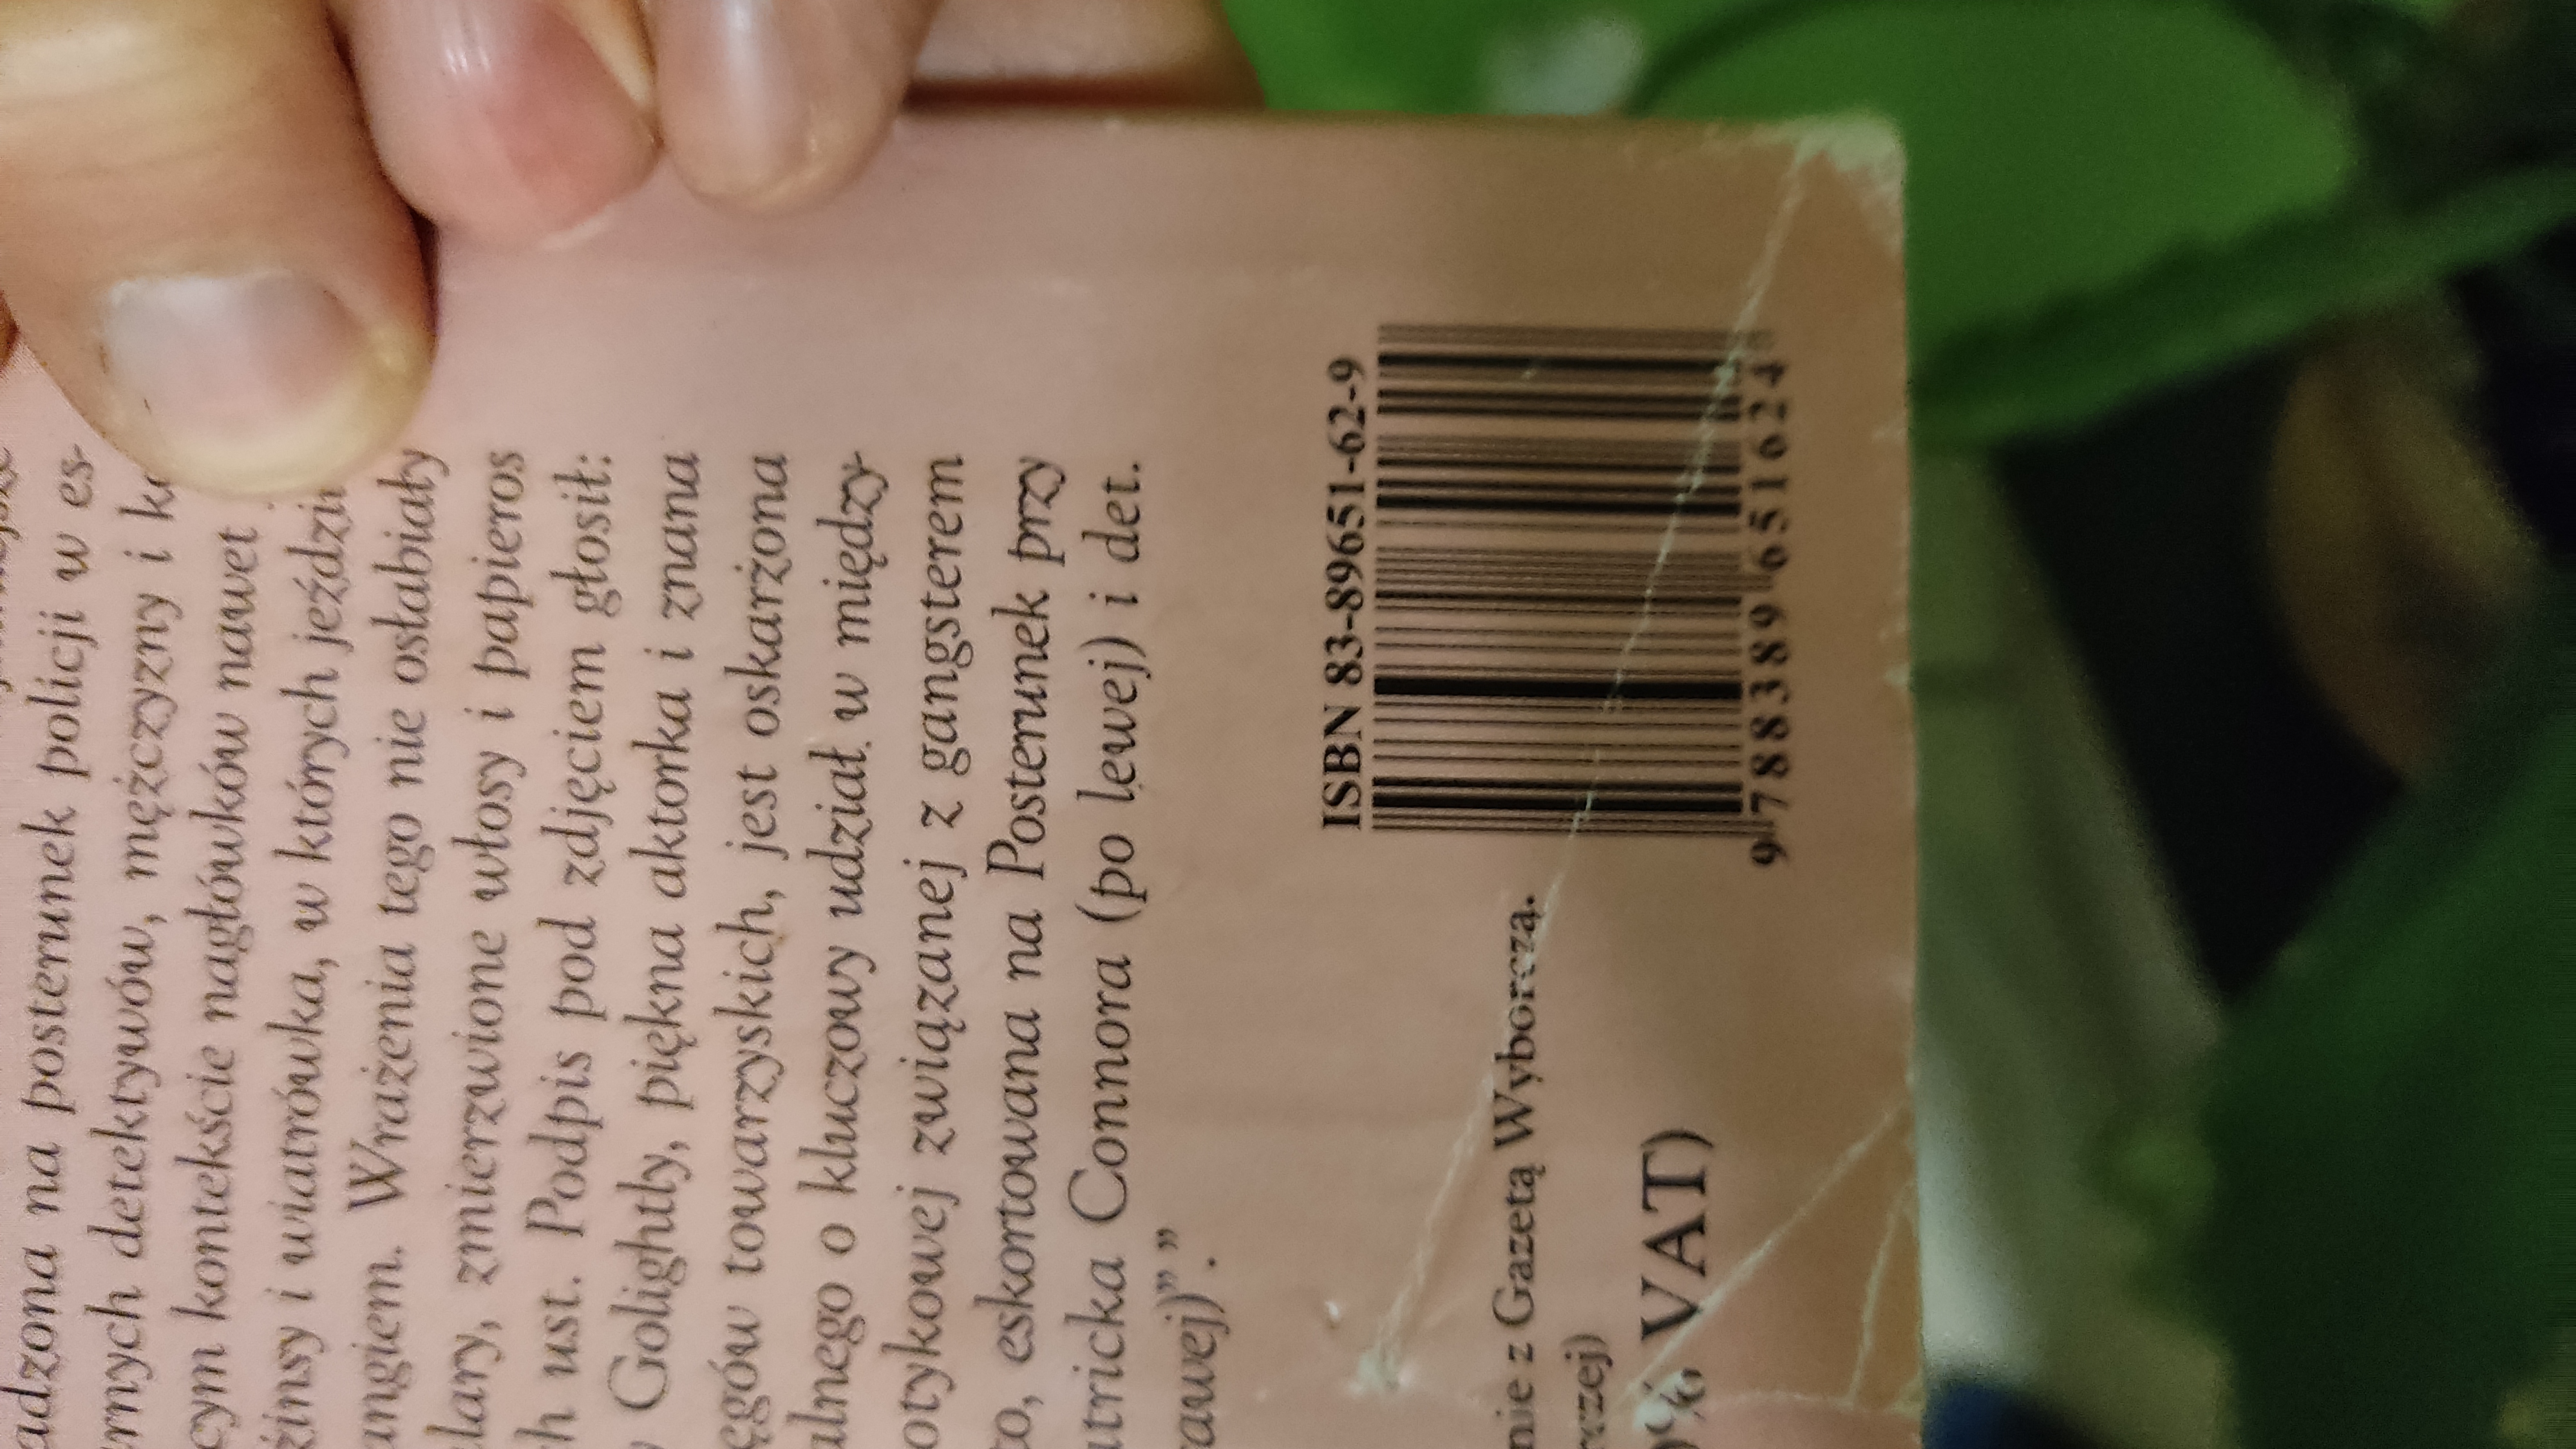 adzona na posterunek policji w es-
rnych detektywów, mężczyzny i
cym kontekście nagłówków nawet
żinsy i wiatrówka, w których jeździ
angiem. Wrażenia tego nie osłabiały
lary, zmierzwione włosy i papieros
h ust. Podpis pod zdjęciem głosił:
Golightly, piękna aktorka i znana
ęgów towarzyskich, jest oskarżona
alnego o kluczowy udział w między-
otykowej związanej z gangsterem
to, eskortowana na Posterunek przy
atricka Connora (po lewej) i det.
rawej)”.”
ISBN 83-89651-62-9
nie z Gazetą Wyborczą.
rczej)
0% VAT)
9 788389 651624